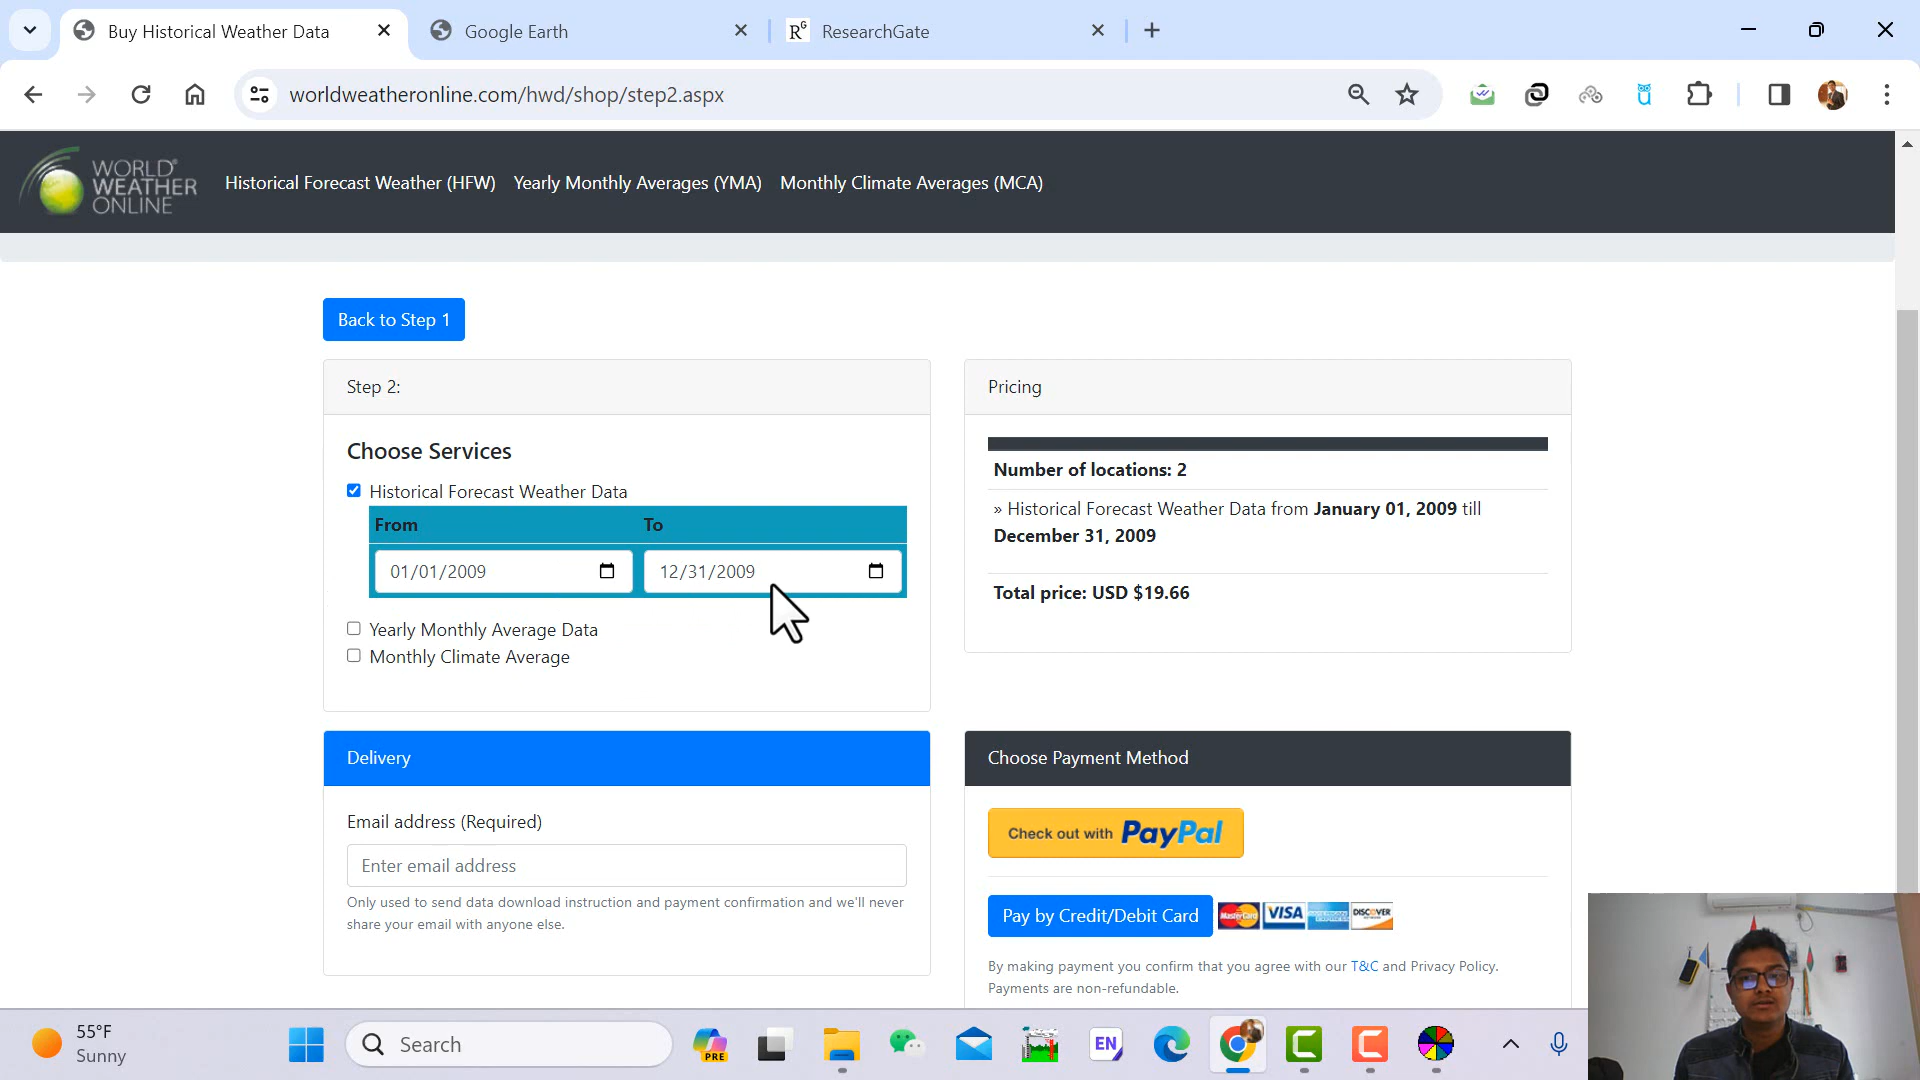 Buy Historical Weather Data
Google Earth
RG ResearchGate
worldweatheronline.com/hwd/shop/step2.aspx
WORLD
WEATHER
ONLINE
Historical Forecast Weather (HFW) Yearly Monthly Averages (YMA) Monthly Climate Averages (MCA)
Back to Step 1
Step 2:
Choose Services
Historical Forecast Weather Data
From To
01/01/2009 12/31/2009
Yearly Monthly Average Data
Monthly Climate Average
Pricing
Number of locations: 2
» Historical Forecast Weather Data from January 01, 2009 till
December 31, 2009
Total price: USD $19.66
Delivery
Email address (Required)
Enter email address
Only used to send data download instruction and payment confirmation and we'll never
share your email with anyone else.
Choose Payment Method
Check out with PayPal
Pay by Credit/Debit Card MasterCard VISA AMERICAN EXPRESS DISCOVER
By making payment you confirm that you agree with our T&C and Privacy Policy.
Payments are non-refundable.
55°F
Sunny
Search
PRE
EN